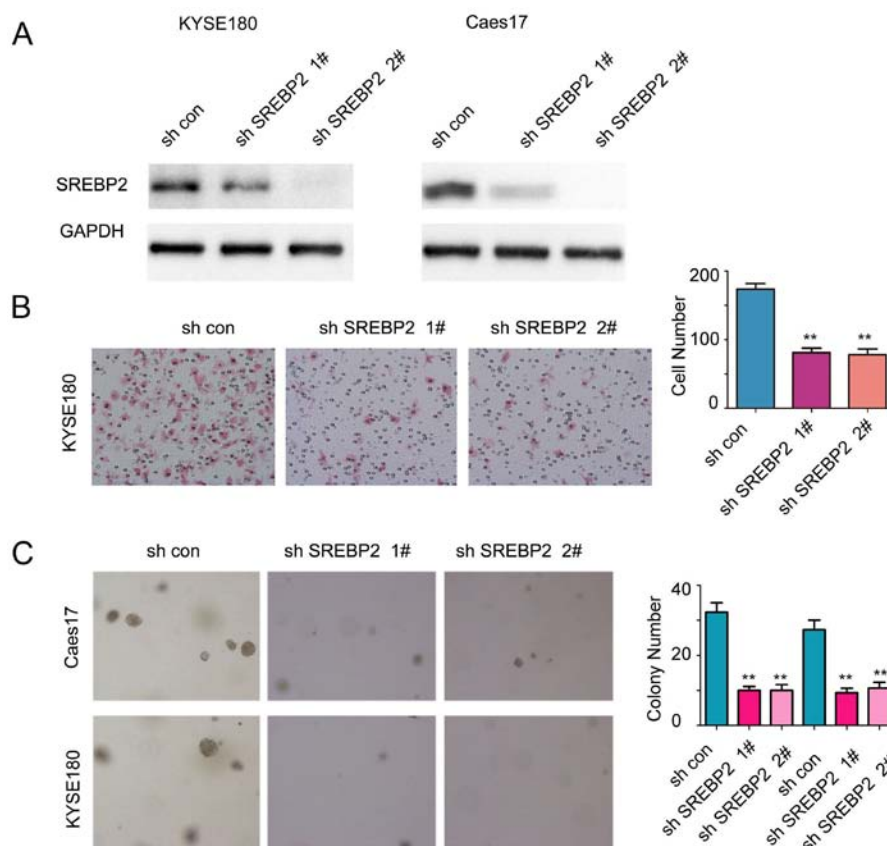 A
KYSE180
Caes17
sh con
sh SREBP2 1#
sh SREBP2 2#
sh con
sh SREBP2 1#
sh SREBP2 2#
SREBP2
GAPDH
B
sh con
sh SREBP2 1#
sh SREBP2 2#
KYSE180
Cell Number
200
100
0
**
**
sh con
sh SREBP2 1#
sh SREBP2 2#
C
sh con
sh SREBP2 1#
sh SREBP2 2#
Caes17
KYSE180
Colony Number
40
20
0
**
**
**
**
sh con
sh SREBP2 1#
sh SREBP2 2#
sh con
sh SREBP2 1#
sh SREBP2 2#